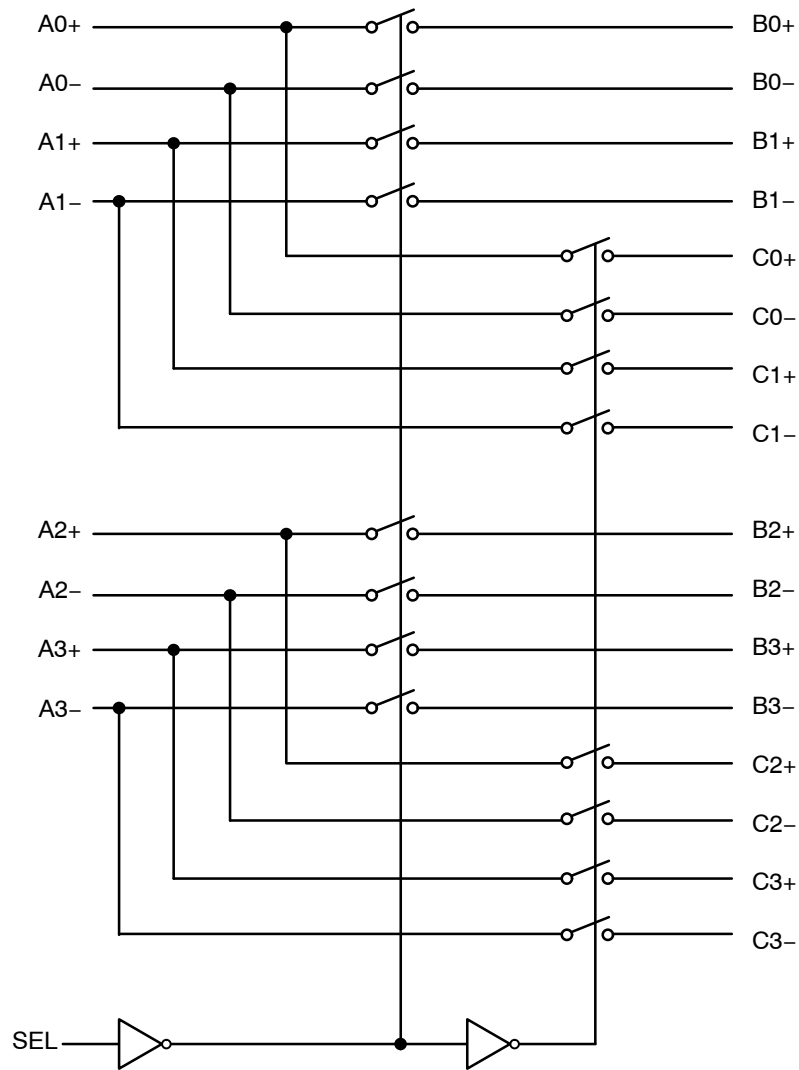 A0+ B0+
A0− B0−
A1+ B1+
A1− B1−
C0+
C0−
C1+
C1−
A2+ B2+
A2− B2−
A3+ B3+
A3− B3−
C2+
C2−
C3+
C3−
SEL